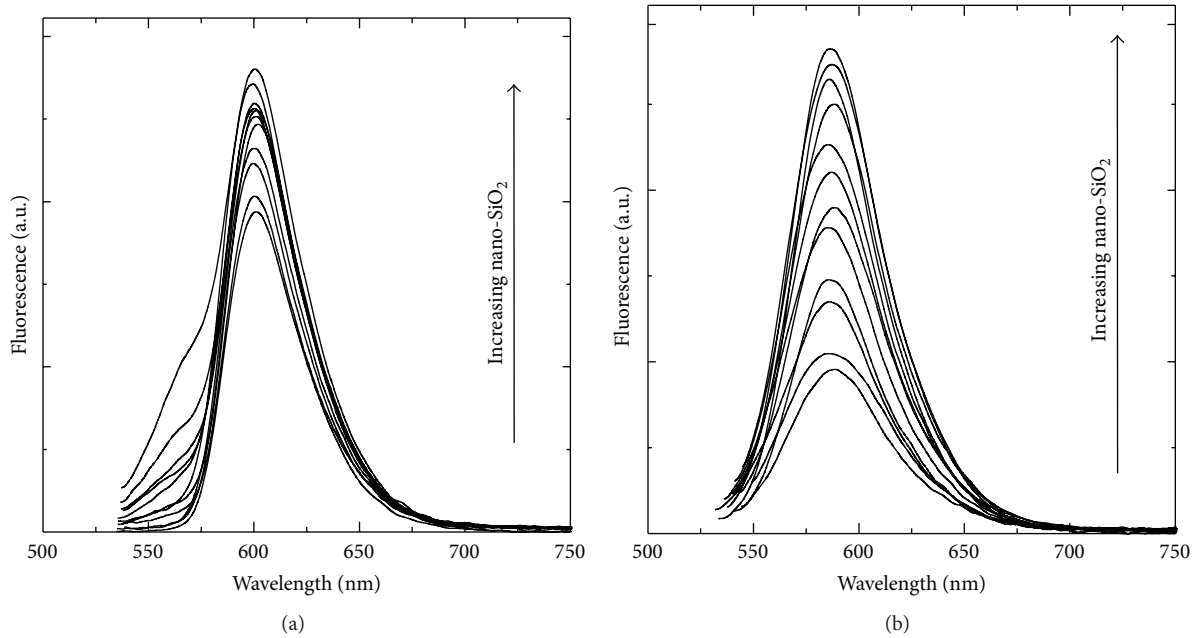 Fluorescence (a.u.)
Increasing nano-SiO₂
500 550 600 650 700 750
Wavelength (nm)
(a)
Fluorescence (a.u.)
Increasing nano-SiO₂
500 550 600 650 700 750
Wavelength (nm)
(b)